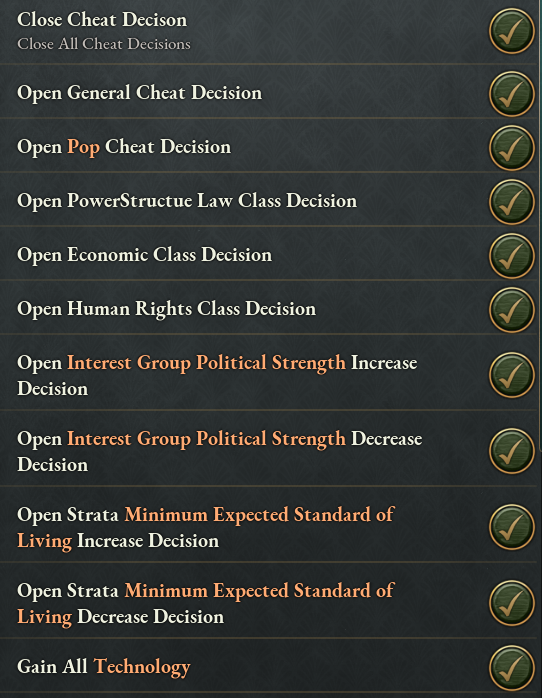 Close Cheat Decison
Close All Cheat Decisions
Open General Cheat Decision
Open Pop Cheat Decision
Open PowerStructue Law Class Decision
Open Economic Class Decision
Open Human Rights Class Decision
Open Interest Group Political Strength Increase
Decision
Open Interest Group Political Strength Decrease
Decision
Open Strata Minimum Expected Standard of
Living Increase Decision
Open Strata Minimum Expected Standard of
Living Decrease Decision
Gain All Technology